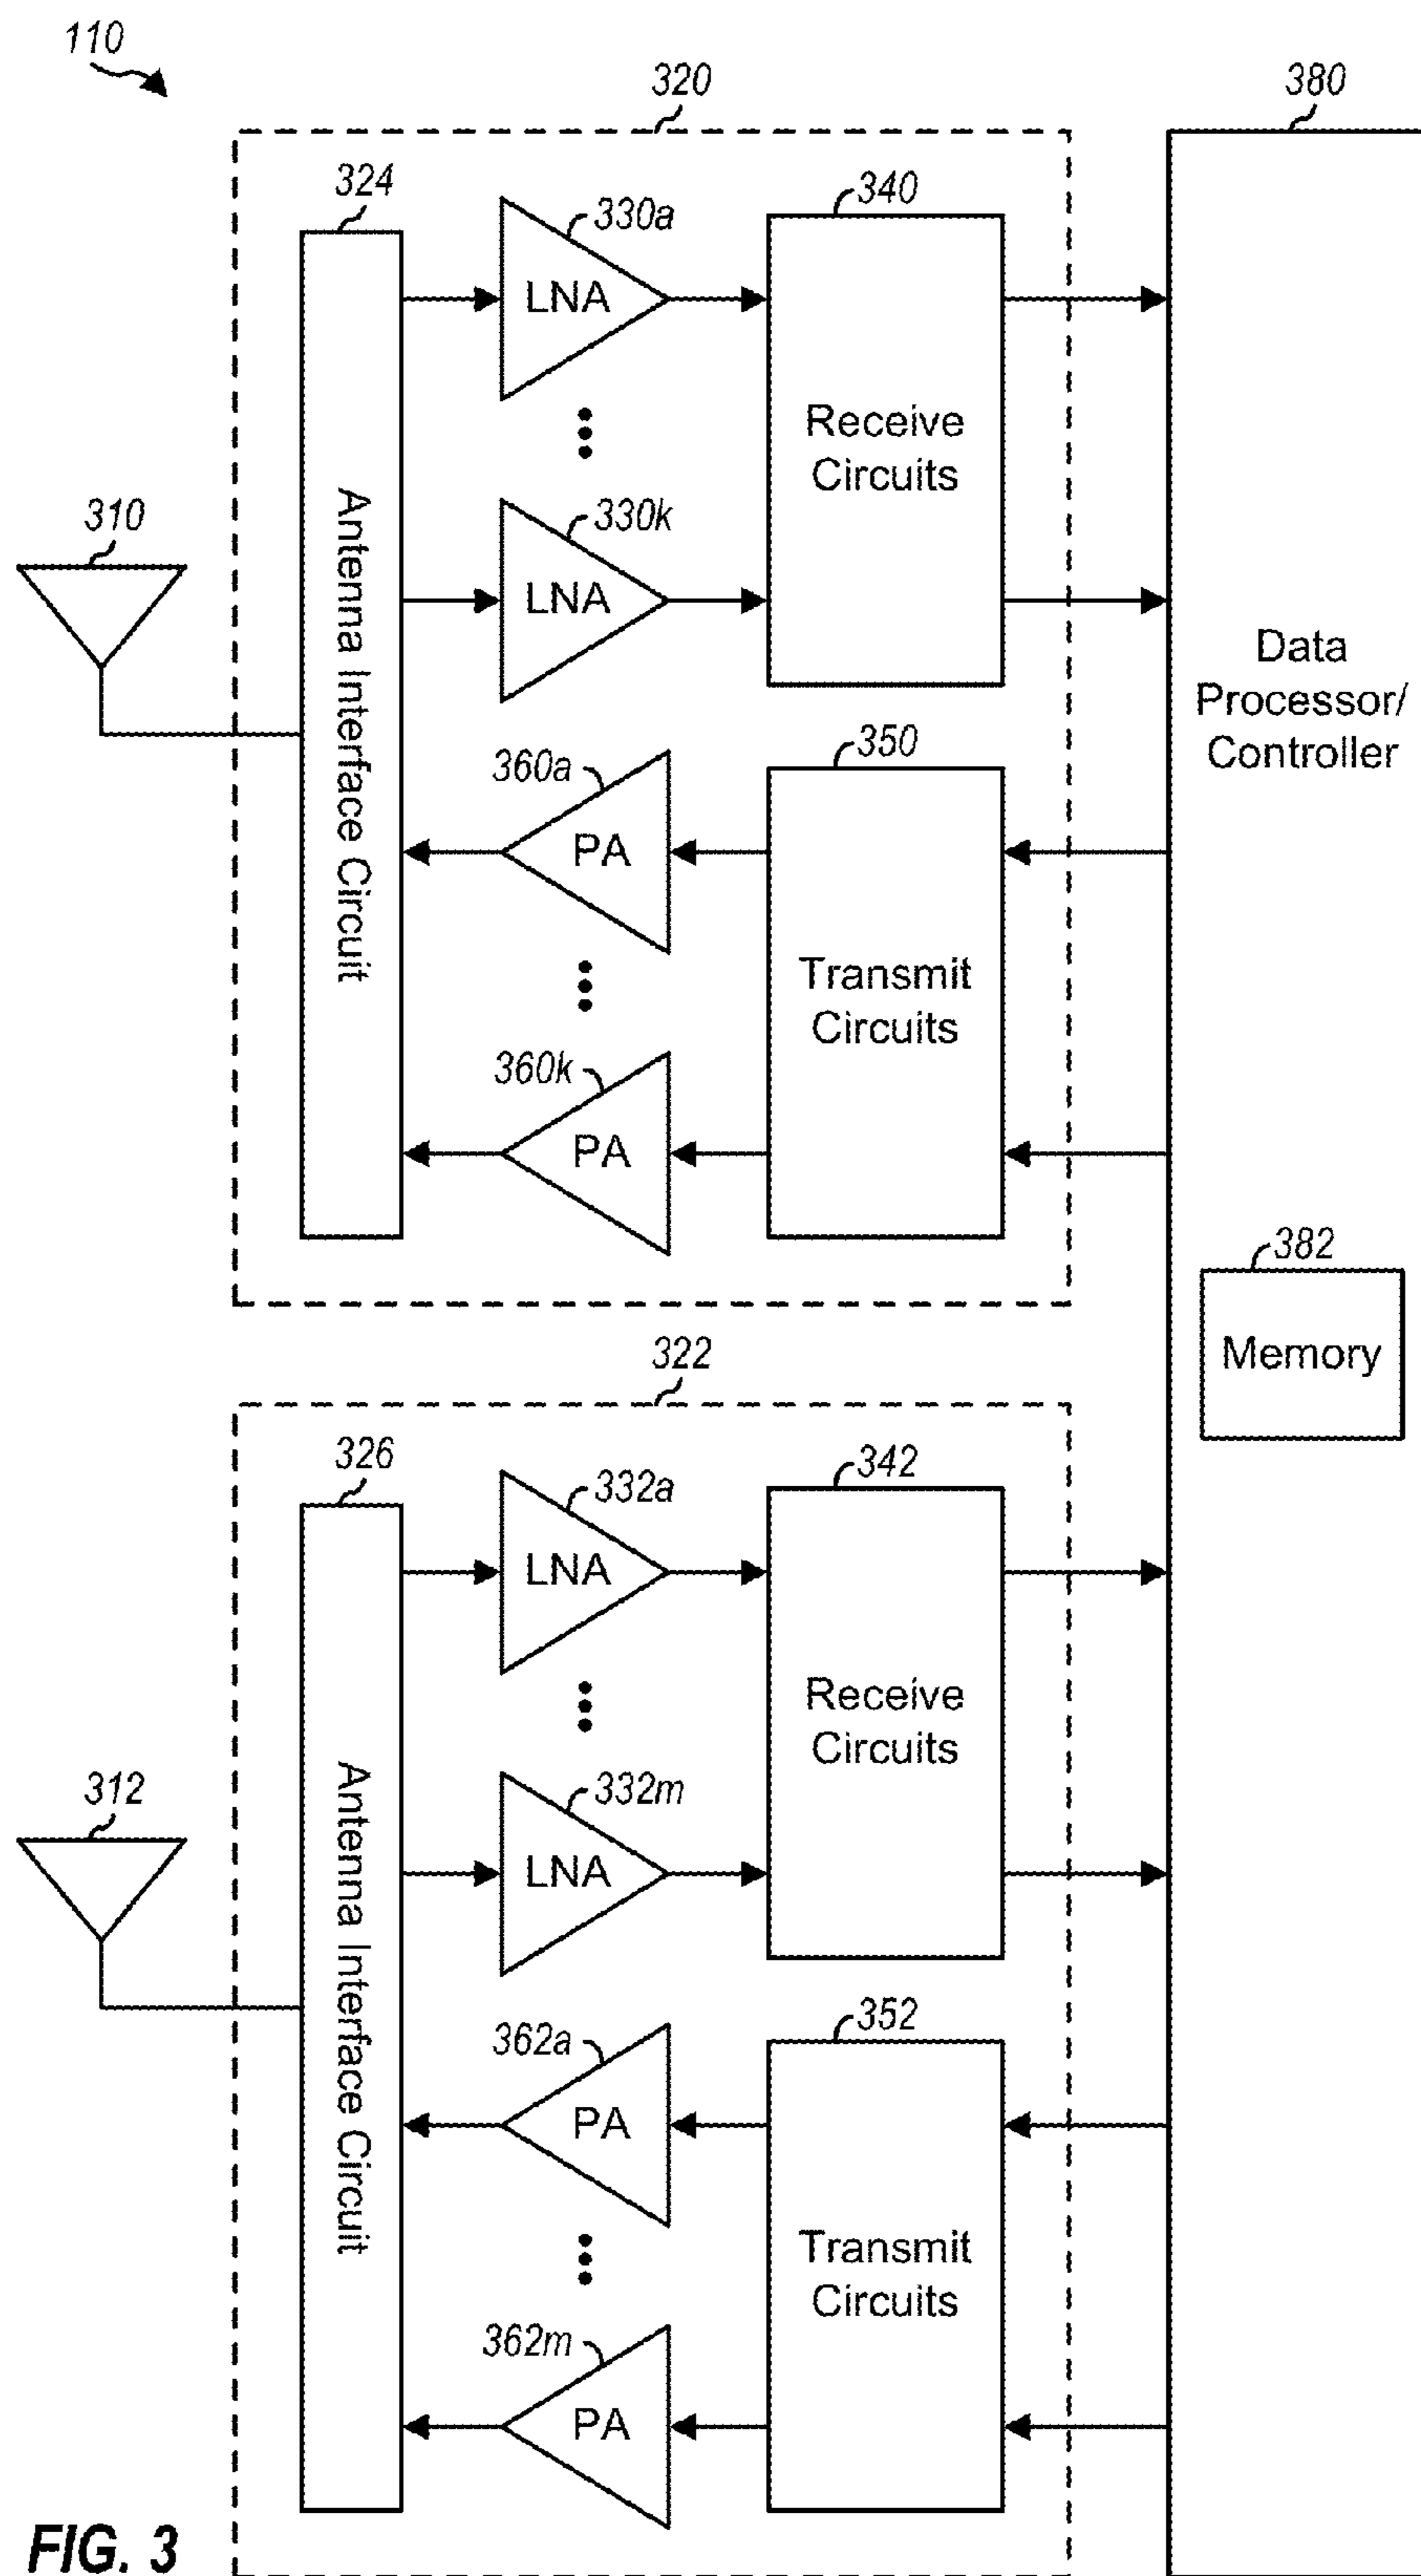 110
320
380
324
330a
LNA
340
Receive
Circuits
330k
LNA
310
Antenna Interface Circuit
Data
Processor/
Controller
350
360a
PA
Transmit
Circuits
360k
PA
382
Memory
322
326
332a
LNA
342
Receive
Circuits
332m
LNA
312
Antenna Interface Circuit
352
362a
PA
Transmit
Circuits
362m
PA
FIG. 3